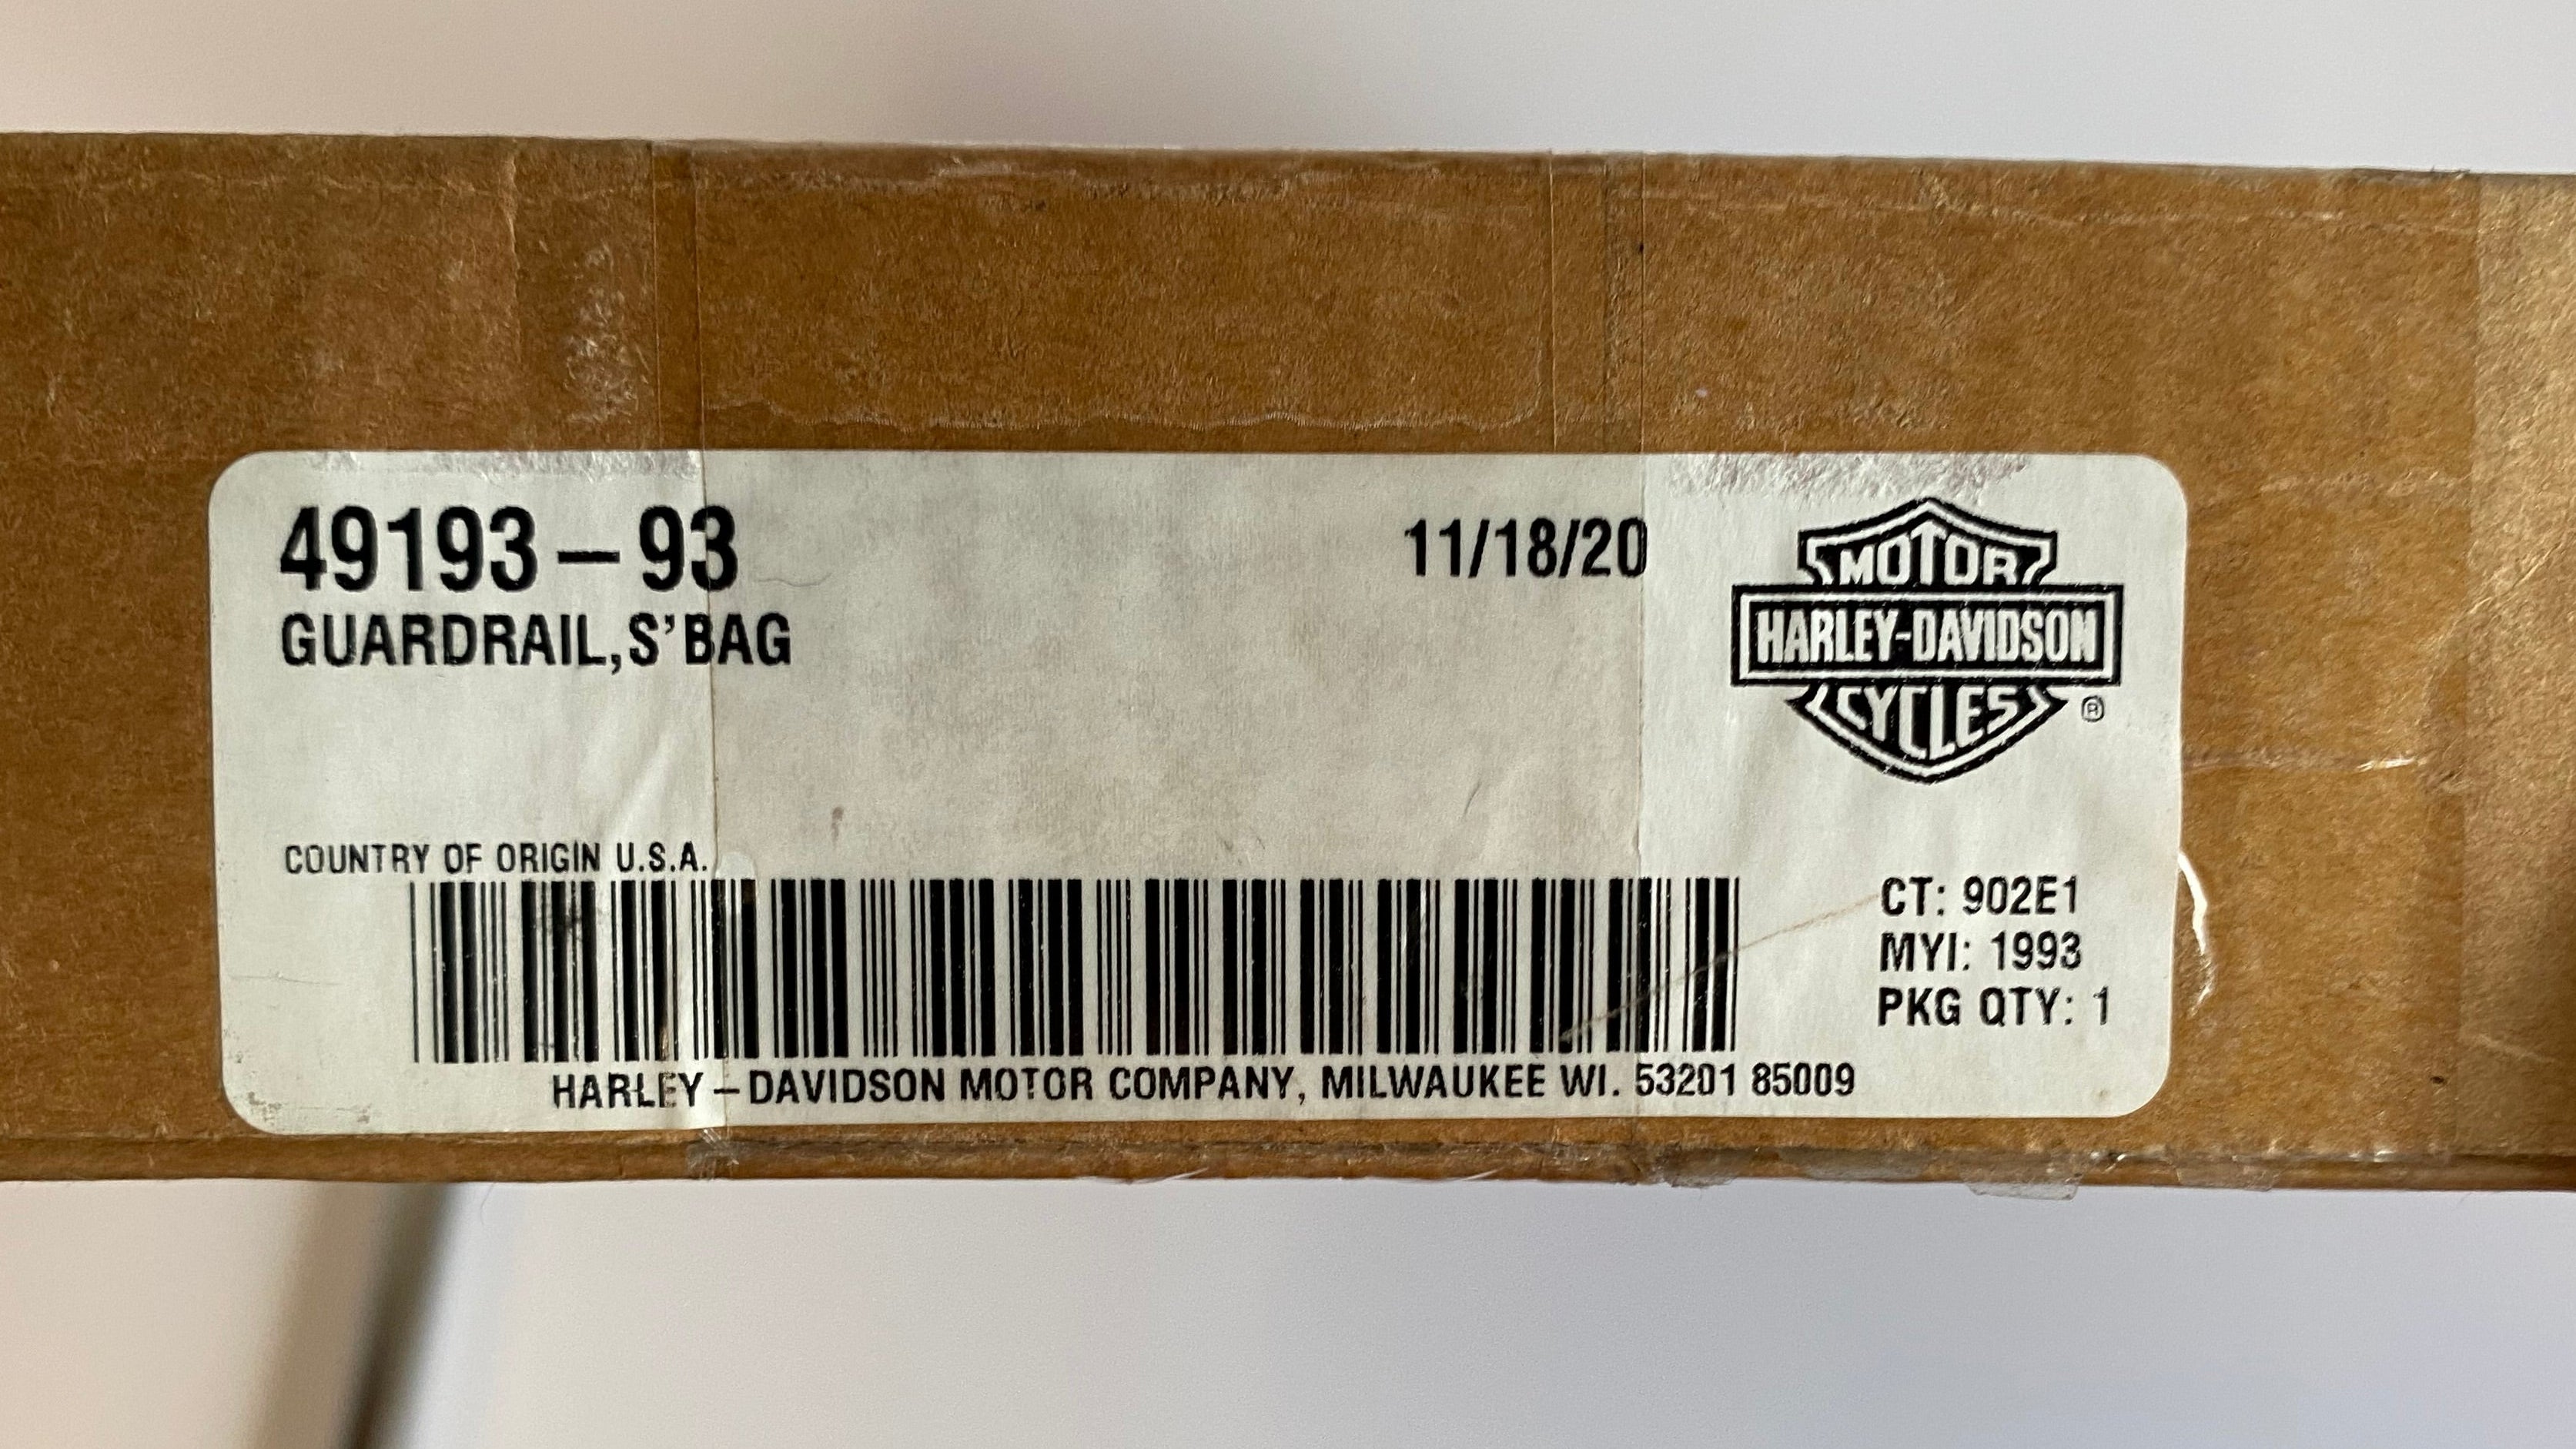 49193-93
11/18/20
GUARDRAIL,S'BAG
MOTOR
HARLEY-DAVIDSON
CYCLES
®
COUNTRY OF ORIGIN U.S.A.
CT: 902E1
MYI: 1993
PKG QTY: 1
HARLEY-DAVIDSON MOTOR COMPANY, MILWAUKEE WI. 53201 85009